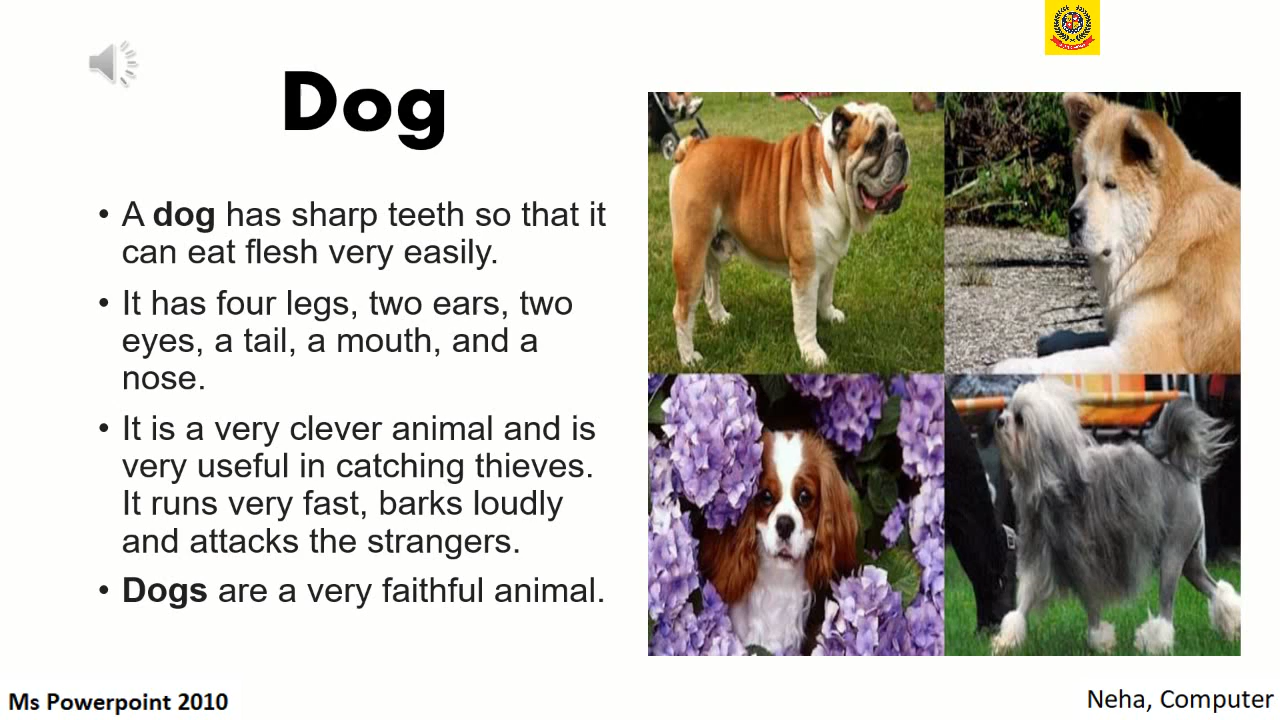 Dog
• A dog has sharp teeth so that it
can eat flesh very easily.
• It has four legs, two ears, two
eyes, a tail, a mouth, and a
nose.
• It is a very clever animal and is
very useful in catching thieves.
It runs very fast, barks loudly
and attacks the strangers.
• Dogs are a very faithful animal.
Ms Powerpoint 2010
Neha, Computer